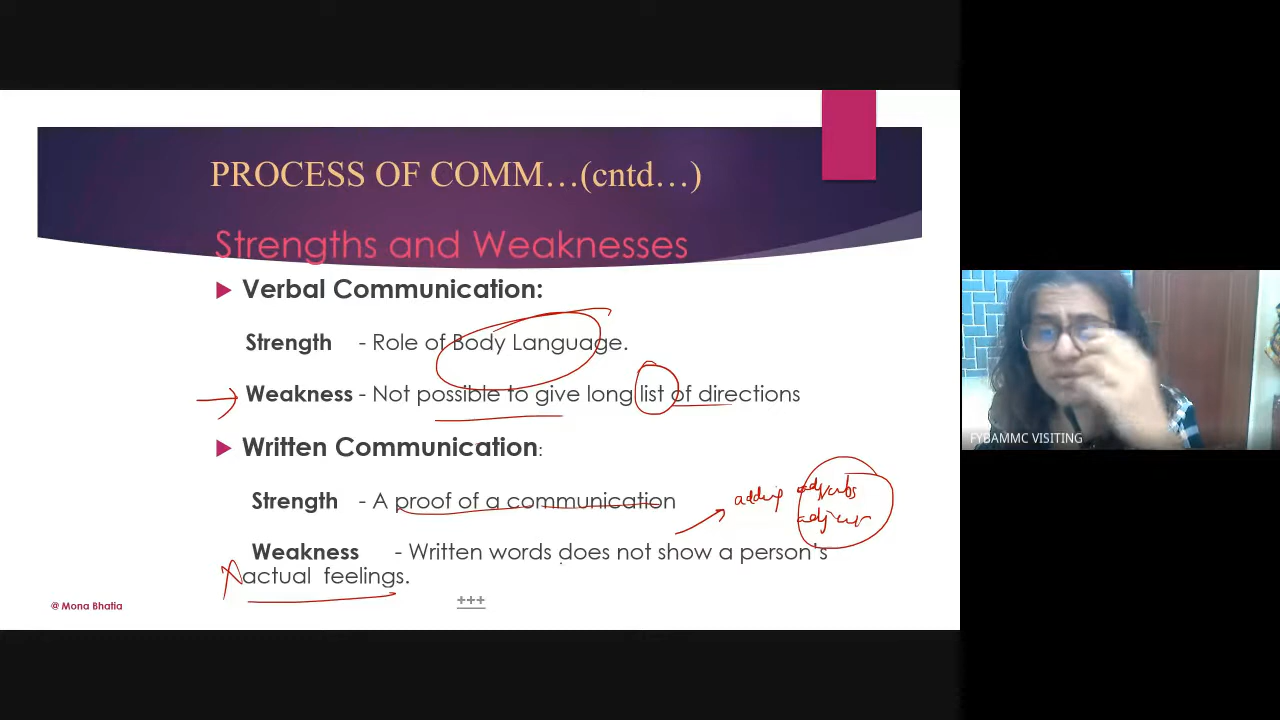 PROCESS OF COMM…(cntd…)
Strengths and Weaknesses
Verbal Communication:
Strength - Role of Body Language.
Weakness - Not possible to give long list of directions
Written Communication:
Strength - A proof of a communication
adding adverbs
Weakness - Written words does not show a person's
actual feelings.
@ Mona Bhatia
+++
FYBAMMC VISITING